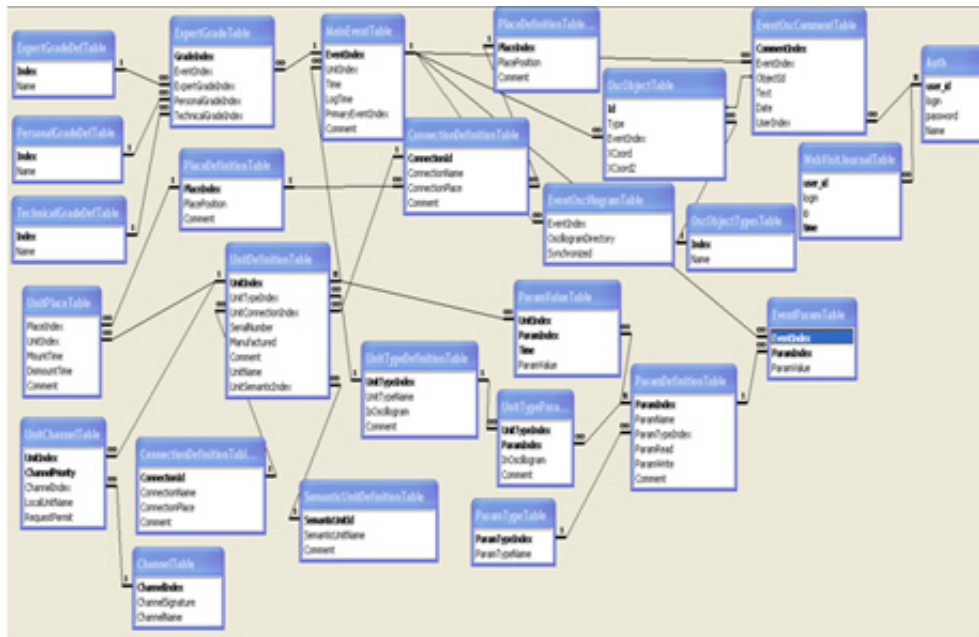 ExpertGradeDefTable
Index
Name
PersonalGradeDefTable
Index
Name
TechnicalGradeDefTable
Index
Name
ExpertGradeTable
GradeIndex
EventIndex
ExpertGradeIndex
PersonalGradeIndex
TechnicalGradeIndex
MainEventTable
EventIndex
UnitIndex
Time
LogTime
PrimaryEventIndex
Comment
PlaceDefinitionTable...
PlaceIndex
PlacePosition
Comment
EventOscCommentTable
CommentIndex
EventIndex
ObjectId
Text
Date
UserIndex
Auth
user_id
login
password
Name
OscObjectTable
Id
Type
EventIndex
XCoord
XCoord2
WebVisitJournalTable
user_id
login
ip
time
PlaceDefinitionTable
PlaceIndex
PlacePosition
Comment
ConnectionDefinitionTable
ConnectionId
ConnectionName
ConnectionPlace
Comment
EventOscillogramTable
EventIndex
OscillogramDirectory
Synchronized
OscObjectTypesTable
Index
Name
UnitPlaceTable
PlaceIndex
UnitIndex
MountTime
DismountTime
Comment
UnitDefinitionTable
UnitIndex
UnitTypeIndex
UnitConnectionIndex
SerialNumber
Manufactured
Comment
UnitName
UnitSemanticIndex
ParamValueTable
UnitIndex
ParamIndex
Time
ParamValue
EventParamTable
EventIndex
ParamIndex
ParamValue
UnitTypeDefinitionTable
UnitTypeIndex
UnitTypeName
IsOscillogram
Comment
UnitTypePara...
UnitTypeIndex
ParamIndex
InOscillogram
Comment
ParamDefinitionTable
ParamIndex
ParamName
ParamTypeIndex
ParamRead
ParamWrite
Comment
UnitChannelTable
UnitIndex
ChannelPriority
ChannelIndex
LocalUnitName
RequestPermit
ConnectionDefinitionTabl...
ConnectionId
ConnectionName
ConnectionPlace
Comment
SemanticUnitDefinitionTable
SemanticUnitId
SemanticUnitName
Comment
ParamTypeTable
ParamTypeIndex
ParamTypeName
ChannelTable
ChannelIndex
ChannelSignature
ChannelName